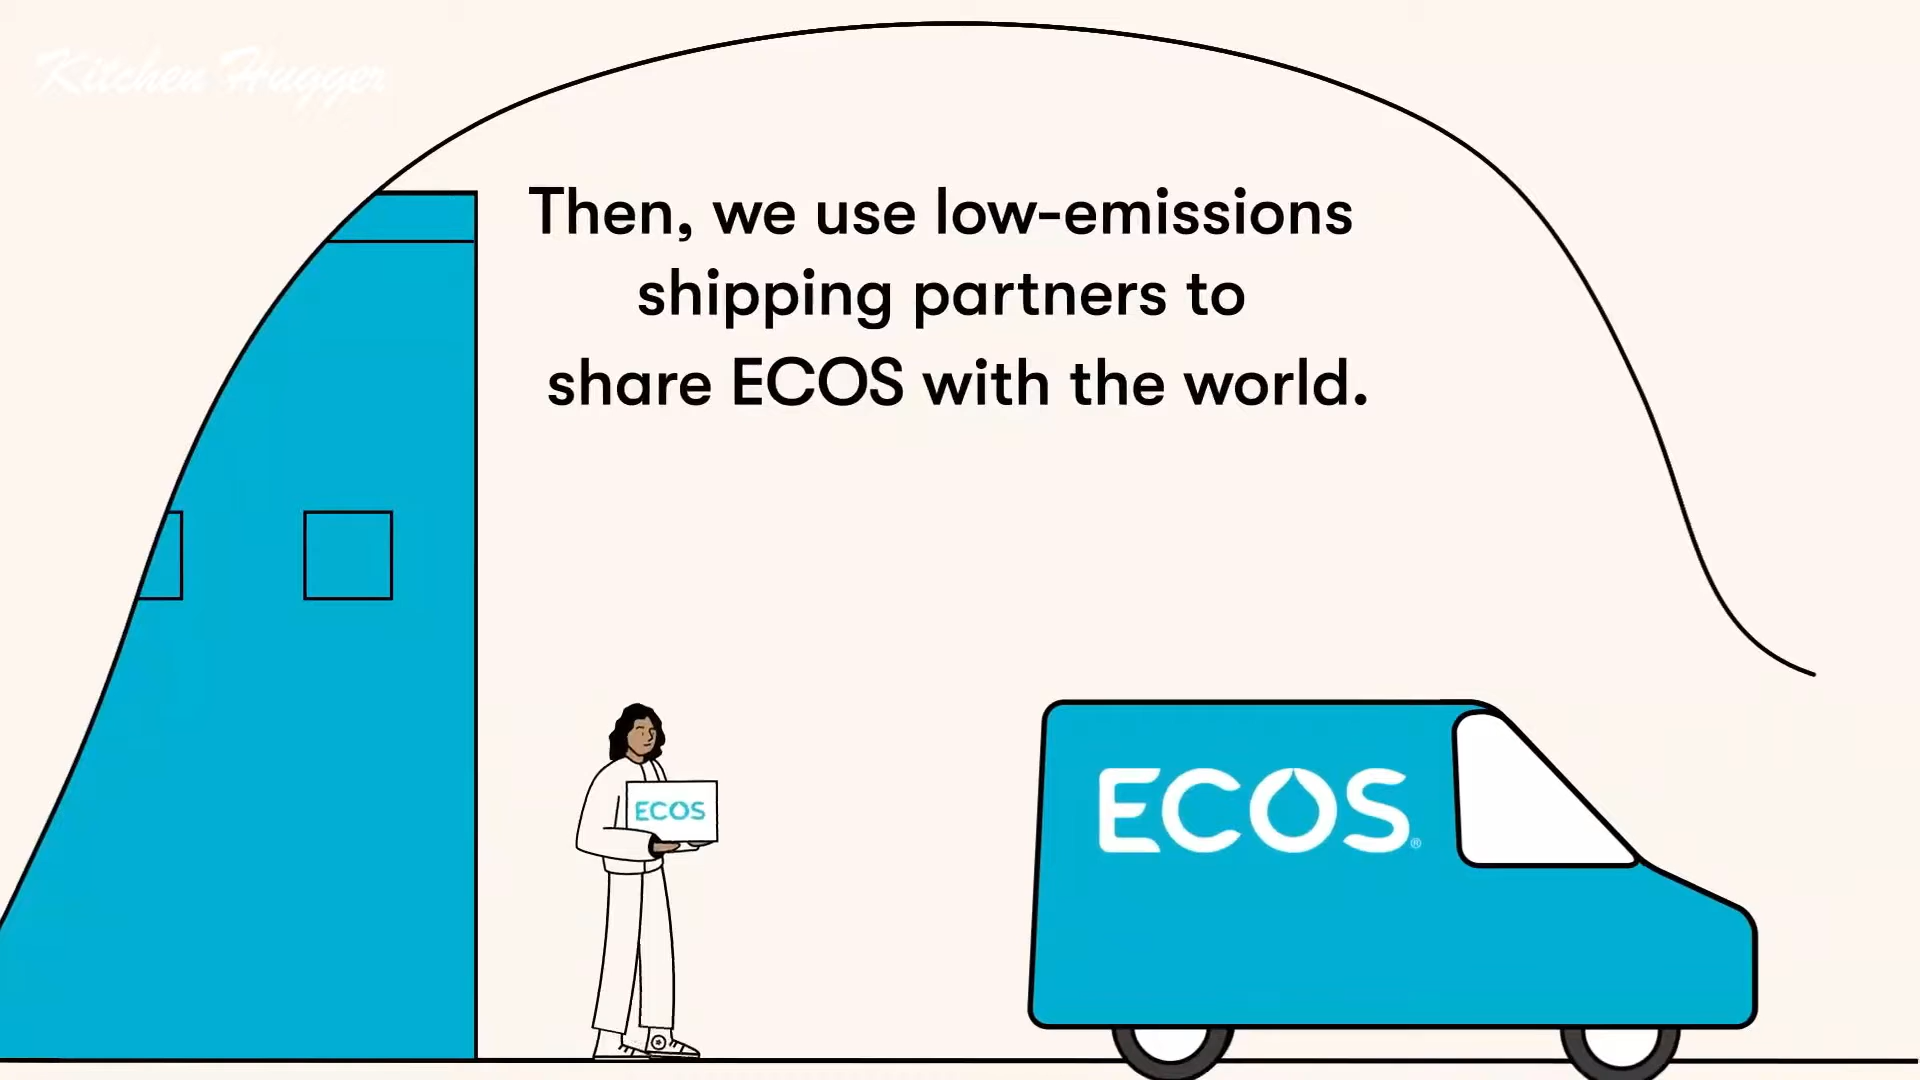 Kitchen Hugger
Then, we use low-emissions
shipping partners to
share ECOS with the world.
ECOS
ECOS®